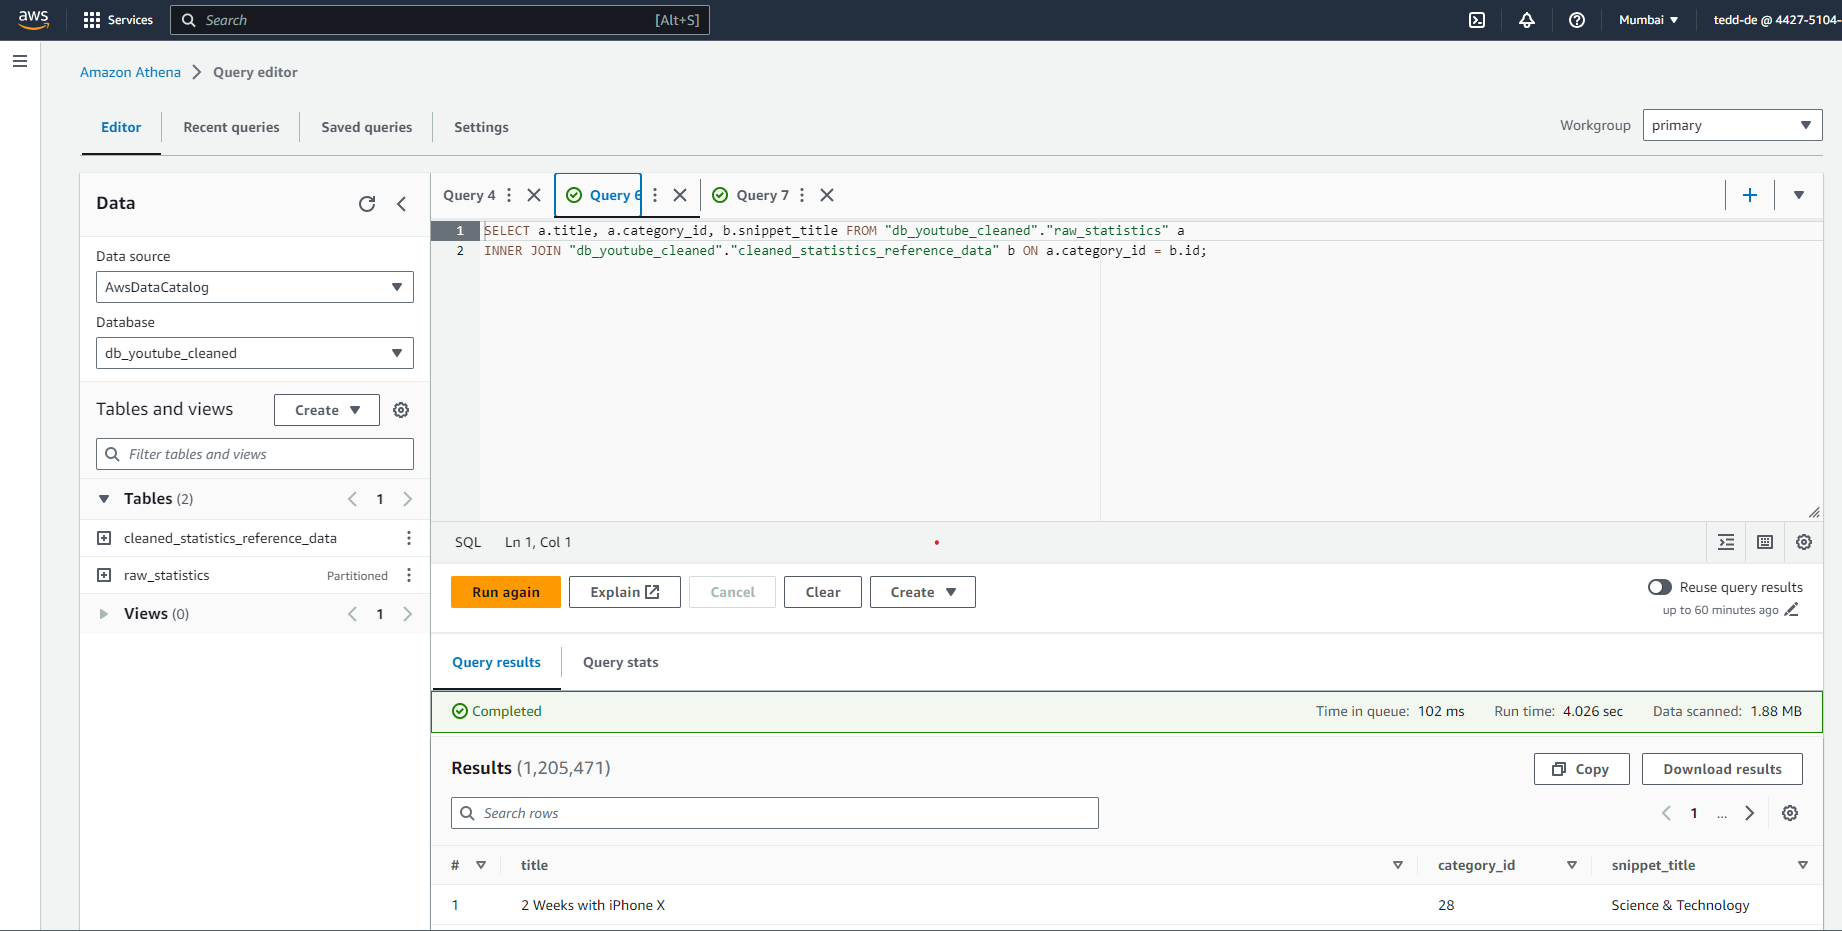 aws
Services
Search [Alt+S]
Mumbai
tedd-de @ 4427-5104-
Amazon Athena
Query editor
Editor
Recent queries
Saved queries
Settings
Workgroup
primary
Data
Data source
AwsDataCatalog
Database
db_youtube_cleaned
Tables and views
Create
Filter tables and views
Tables (2)
1
cleaned_statistics_reference_data
raw_statistics Partitioned
Views (0)
1
Query 4
Query 6
Query 7
1 SELECT a.title, a.category_id, b.snippet_title FROM "db_youtube_cleaned"."raw_statistics" a
2 INNER JOIN "db_youtube_cleaned"."cleaned_statistics_reference_data" b ON a.category_id = b.id;
SQL Ln 1, Col 1
Run again
Explain
Cancel
Clear
Create
Reuse query results
up to 60 minutes ago
Query results
Query stats
Completed
Time in queue: 102 ms
Run time: 4.026 sec
Data scanned: 1.88 MB
Results (1,205,471)
Copy
Download results
Search rows
1 ...
# title category_id snippet_title
1 2 Weeks with iPhone X 28 Science & Technology